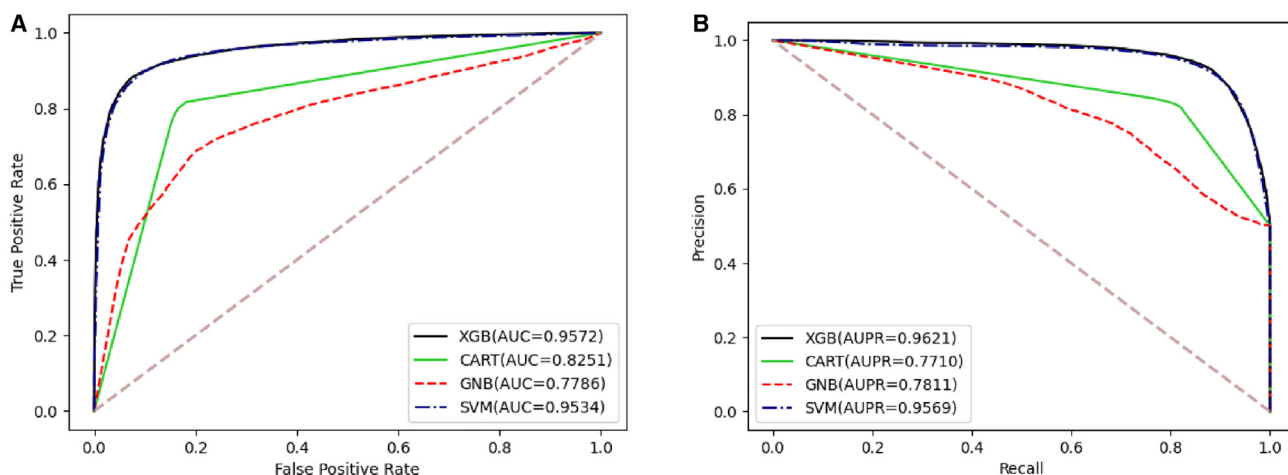 A
True Positive Rate
1.0
0.8
0.6
0.4
0.2
0.0
XGB(AUC=0.9572)
CART(AUC=0.8251)
GNB(AUC=0.7786)
SVM(AUC=0.9534)
0.0 0.2 0.4 0.6 0.8 1.0
False Positive Rate
B
Precision
1.0
0.8
0.6
0.4
0.2
0.0
XGB(AUPR=0.9621)
CART(AUPR=0.7710)
GNB(AUPR=0.7811)
SVM(AUPR=0.9569)
0.0 0.2 0.4 0.6 0.8 1.0
Recall